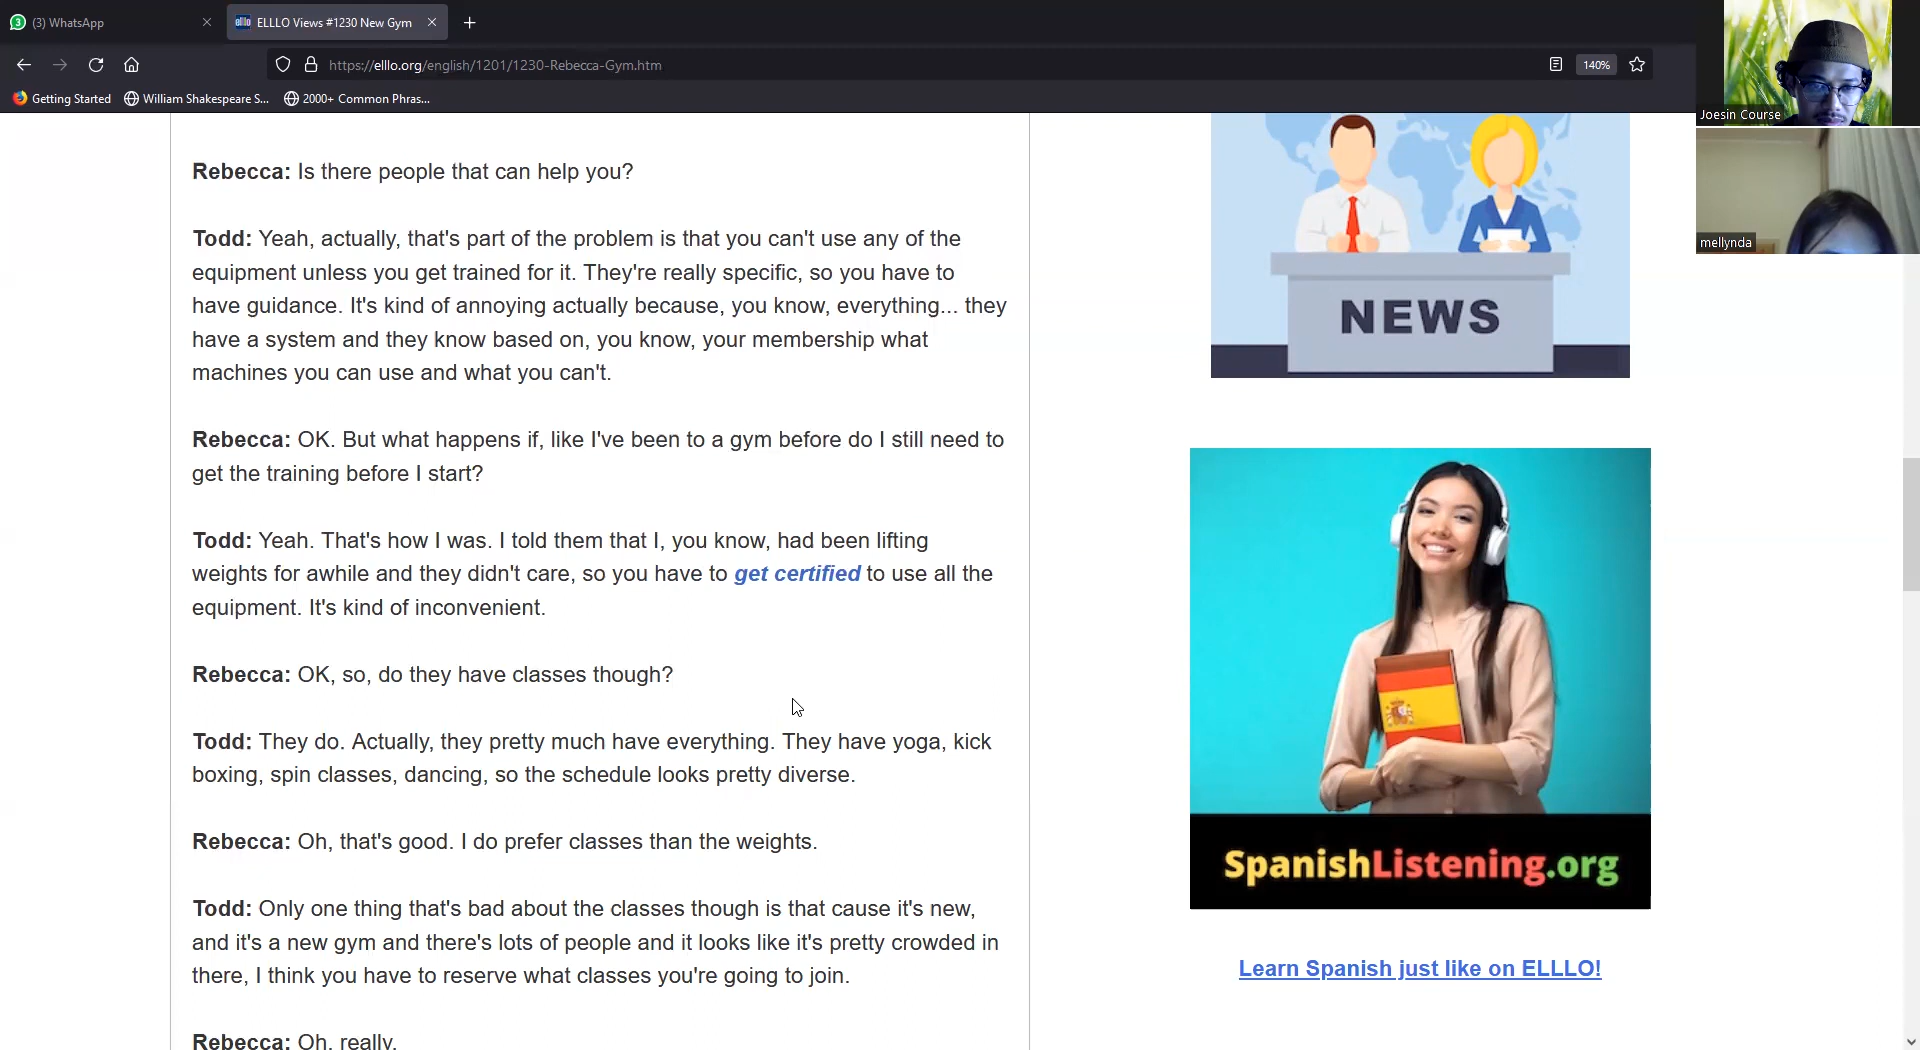 3
(3) WhatsApp
elllo
ELLLO Views #1230 New Gym
https://elllo.org/english/1201/1230-Rebecca-Gym.htm
140%
Getting Started
William Shakespeare S...
2000+ Common Phras...
Joesin Course
mellynda
Rebecca: Is there people that can help you?
Todd: Yeah, actually, that's part of the problem is that you can't use any of the
equipment unless you get trained for it. They're really specific, so you have to
have guidance. It's kind of annoying actually because, you know, everything... they
have a system and they know based on, you know, your membership what
machines you can use and what you can't.
Rebecca: OK. But what happens if, like I've been to a gym before do I still need to
get the training before I start?
Todd: Yeah. That's how I was. I told them that I, you know, had been lifting
weights for awhile and they didn't care, so you have to get certified to use all the
equipment. It's kind of inconvenient.
Rebecca: OK, so, do they have classes though?
Todd: They do. Actually, they pretty much have everything. They have yoga, kick
boxing, spin classes, dancing, so the schedule looks pretty diverse.
Rebecca: Oh, that's good. I do prefer classes than the weights.
Todd: Only one thing that's bad about the classes though is that cause it's new,
and it's a new gym and there's lots of people and it looks like it's pretty crowded in
there, I think you have to reserve what classes you're going to join.
Rebecca: Oh, really.
NEWS
SpanishListening.org
Learn Spanish just like on ELLLO!